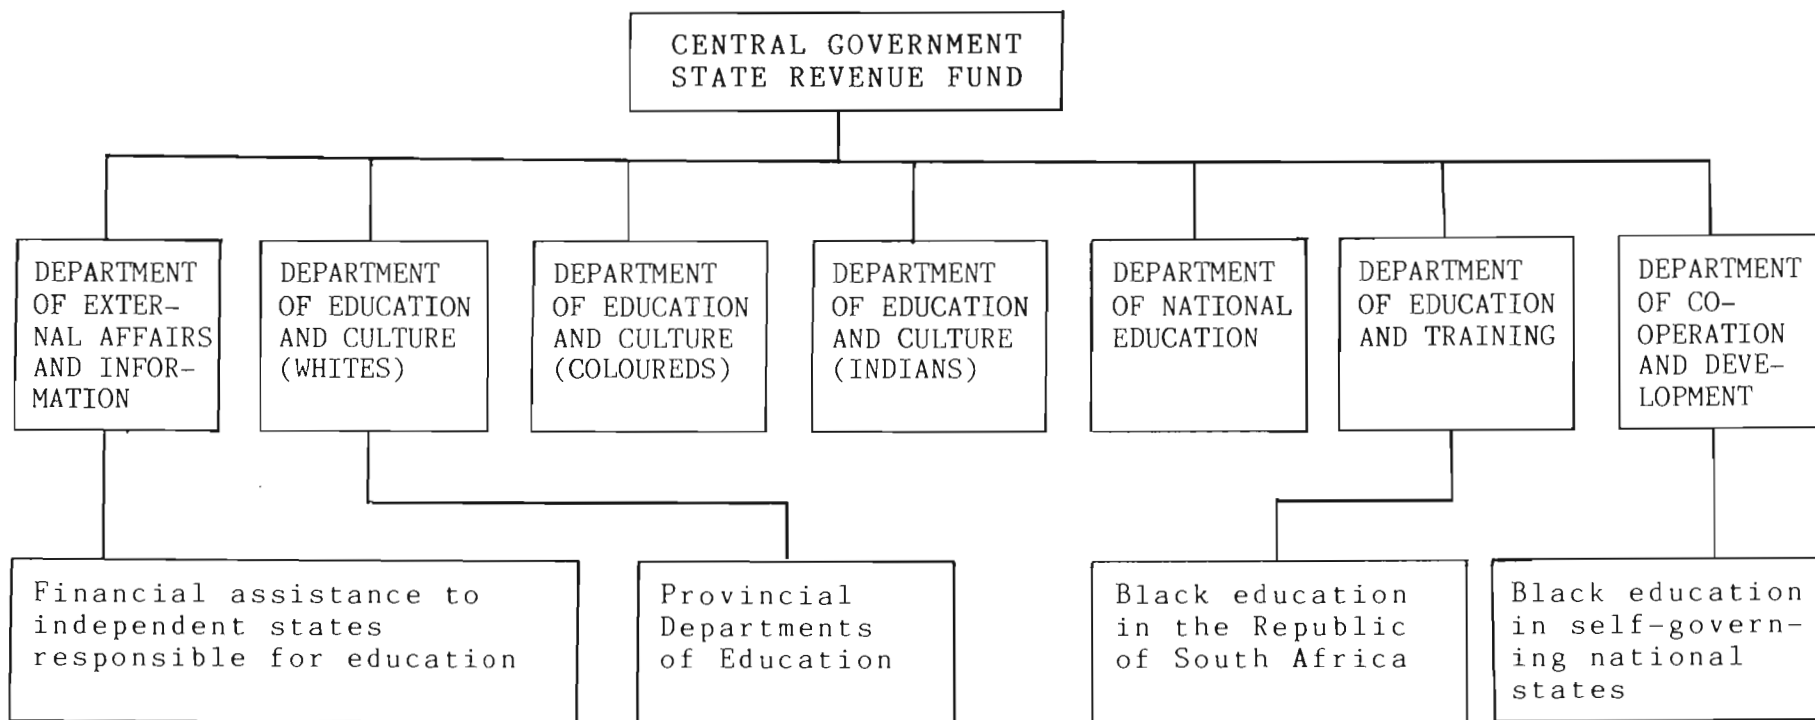 CENTRAL GOVERNMENT
STATE REVENUE FUND
DEPARTMENT
OF EXTER-
NAL AFFAIRS
AND INFOR-
MATION
DEPARTMENT
OF EDUCATION
AND CULTURE
(WHITES)
DEPARTMENT
OF EDUCATION
AND CULTURE
(COLOUREDS)
DEPARTMENT
OF EDUCATION
AND CULTURE
(INDIANS)
DEPARTMENT
OF NATIONAL
EDUCATION
DEPARTMENT
OF EDUCATION
AND TRAINING
DEPARTMENT
OF CO-
OPERATION
AND DEVE-
LOPMENT
Financial assistance to
independent states
responsible for education
Provincial
Departments
of Education
Black education
in the Republic
of South Africa
Black education
in self-govern-
ing national
states